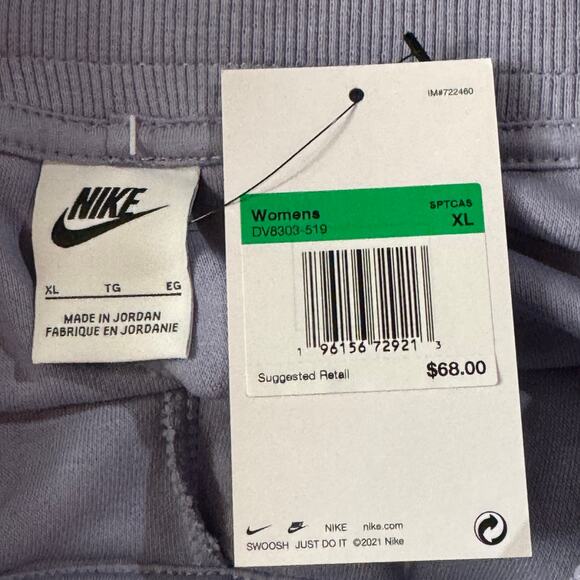 NIKE
XL TG EG
MADE IN JORDAN
FABRIQUE EN JORDANIE
IM#722460
Womens SPTCAS
DV8303-519 XL
1 96156 72921 3
Suggested Retail $68.00
NIKE nike.com
SWOOSH JUST DO IT ©2021 Nike